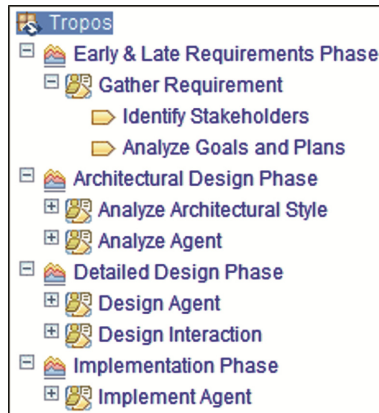 Tropos
Early & Late Requirements Phase
Gather Requirement
Identify Stakeholders
Analyze Goals and Plans
Architectural Design Phase
Analyze Architectural Style
Analyze Agent
Detailed Design Phase
Design Agent
Design Interaction
Implementation Phase
Implement Agent